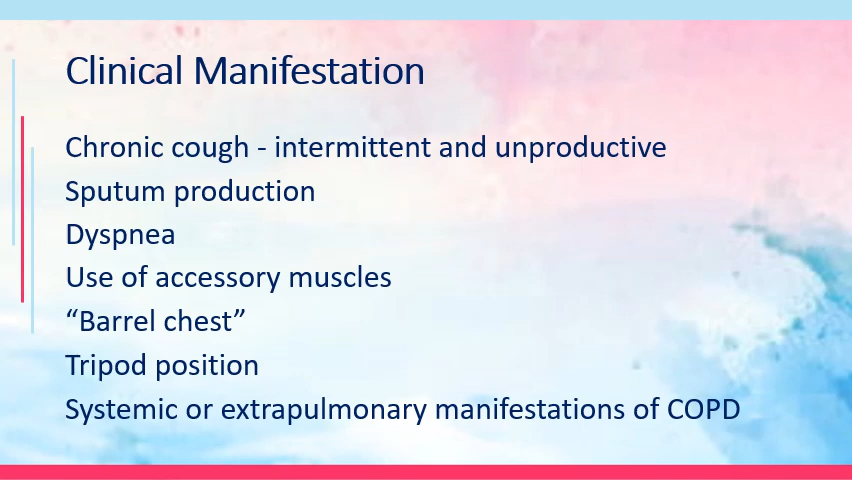 Clinical Manifestation
Chronic cough - intermittent and unproductive
Sputum production
Dyspnea
Use of accessory muscles
“Barrel chest”
Tripod position
Systemic or extrapulmonary manifestations of COPD